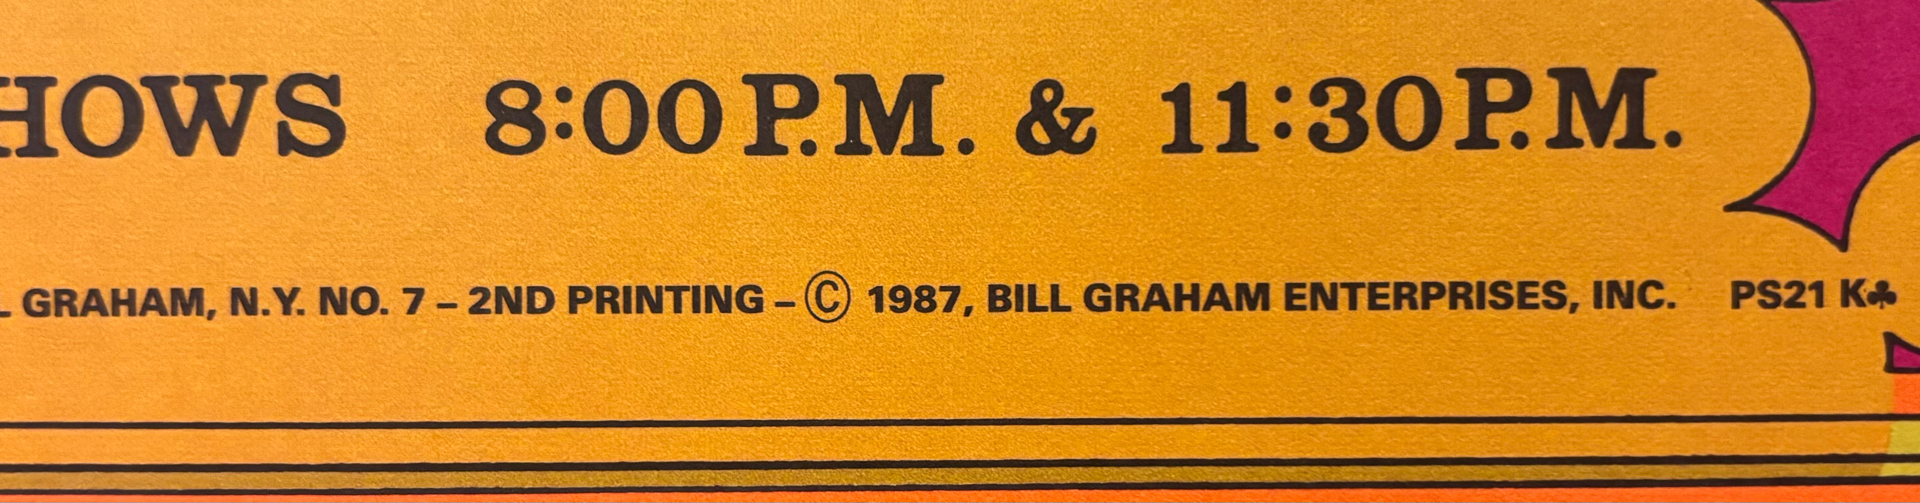 HOWS 8:00 P.M. & 11:30 P.M.
GRAHAM, N.Y. NO. 7 – 2ND PRINTING – © 1987, BILL GRAHAM ENTERPRISES, INC. PS21 K♣